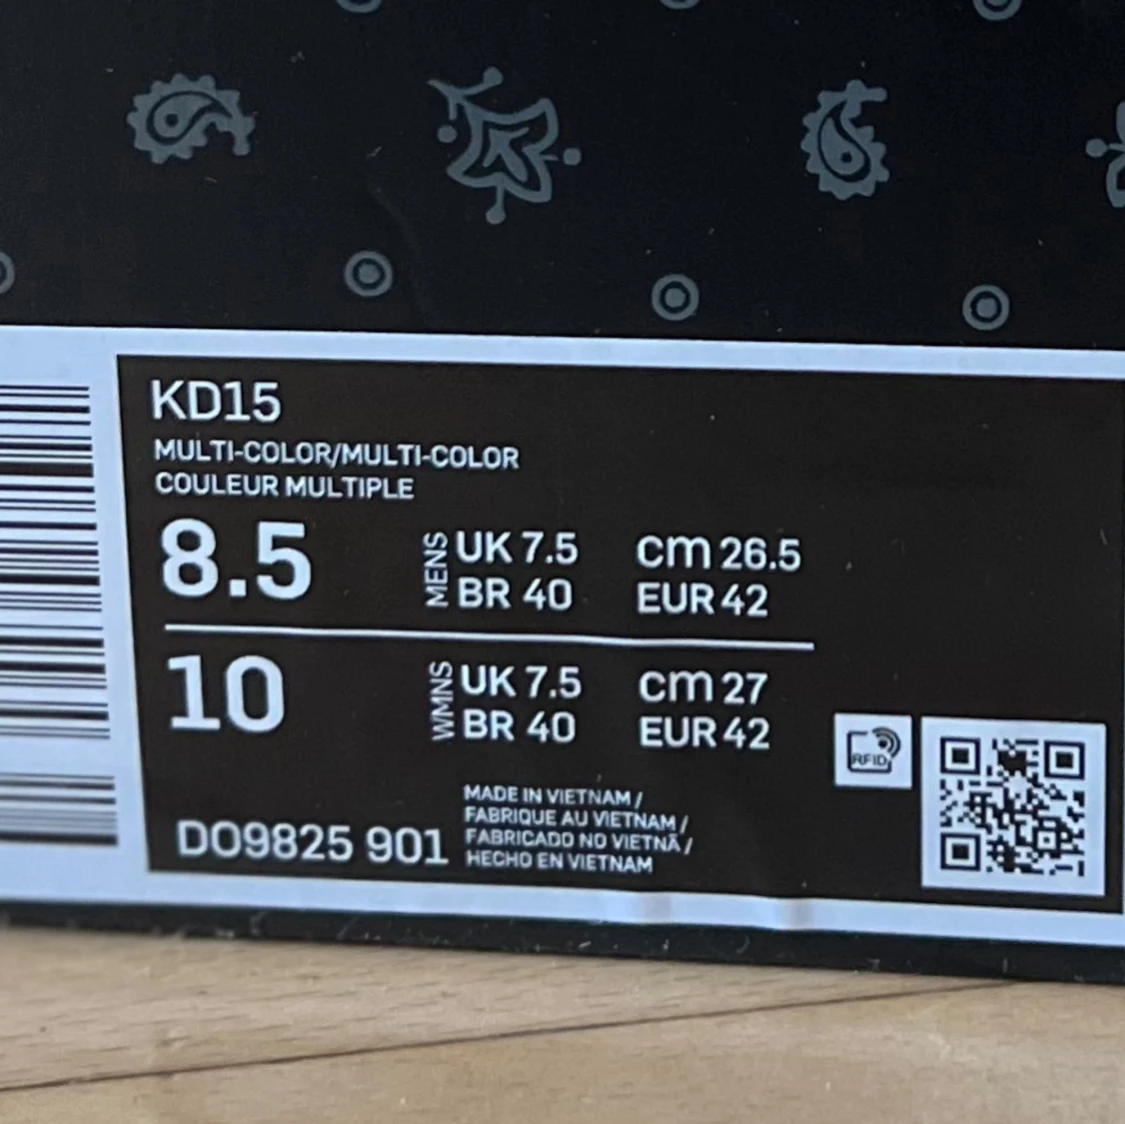 KD15
MULTI-COLOR/MULTI-COLOR
COULEUR MULTIPLE
8.5
MENS
UK 7.5
cm 26.5
BR 40
EUR 42
10
WMNS
UK 7.5
cm 27
BR 40
EUR 42
RFID
MADE IN VIETNAM /
FABRIQUE AU VIETNAM /
FABRICADO NO VIETNÃ /
HECHO EN VIETNAM
DO9825 901